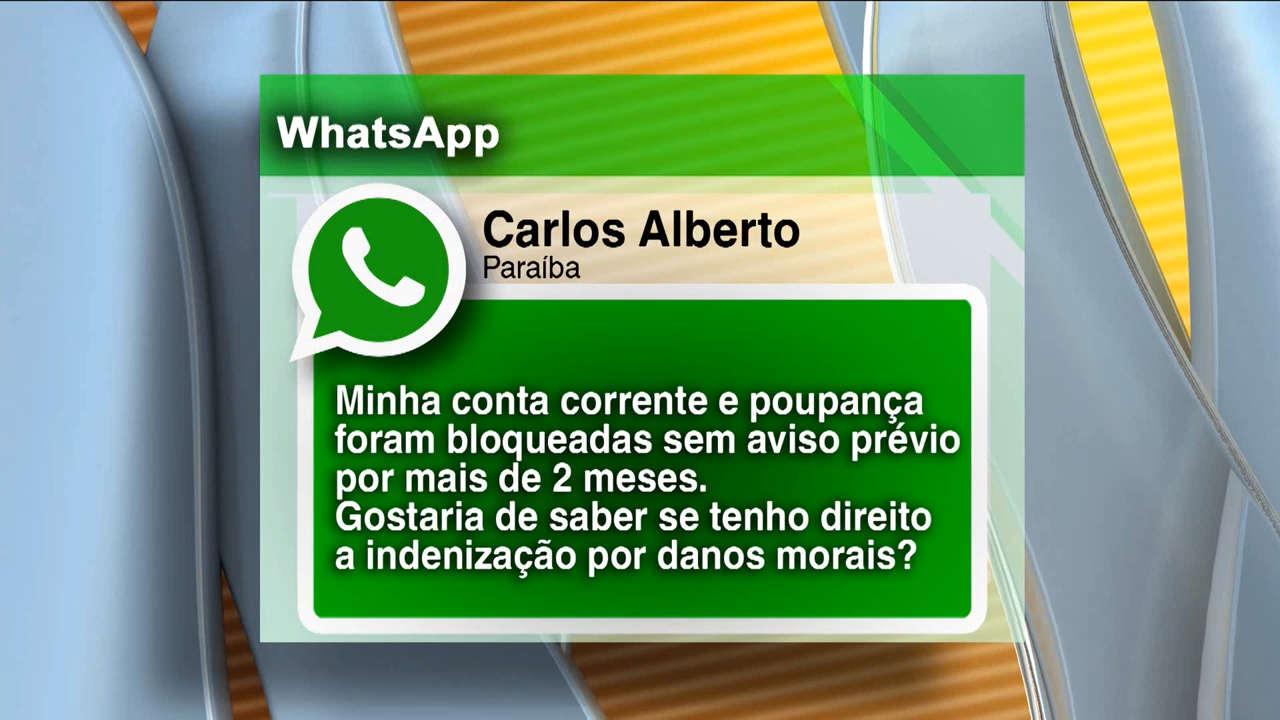 WhatsApp
Carlos Alberto
Paraíba
Minha conta corrente e poupança
foram bloqueadas sem aviso prévio
por mais de 2 meses.
Gostaria de saber se tenho direito
a indenização por danos morais?